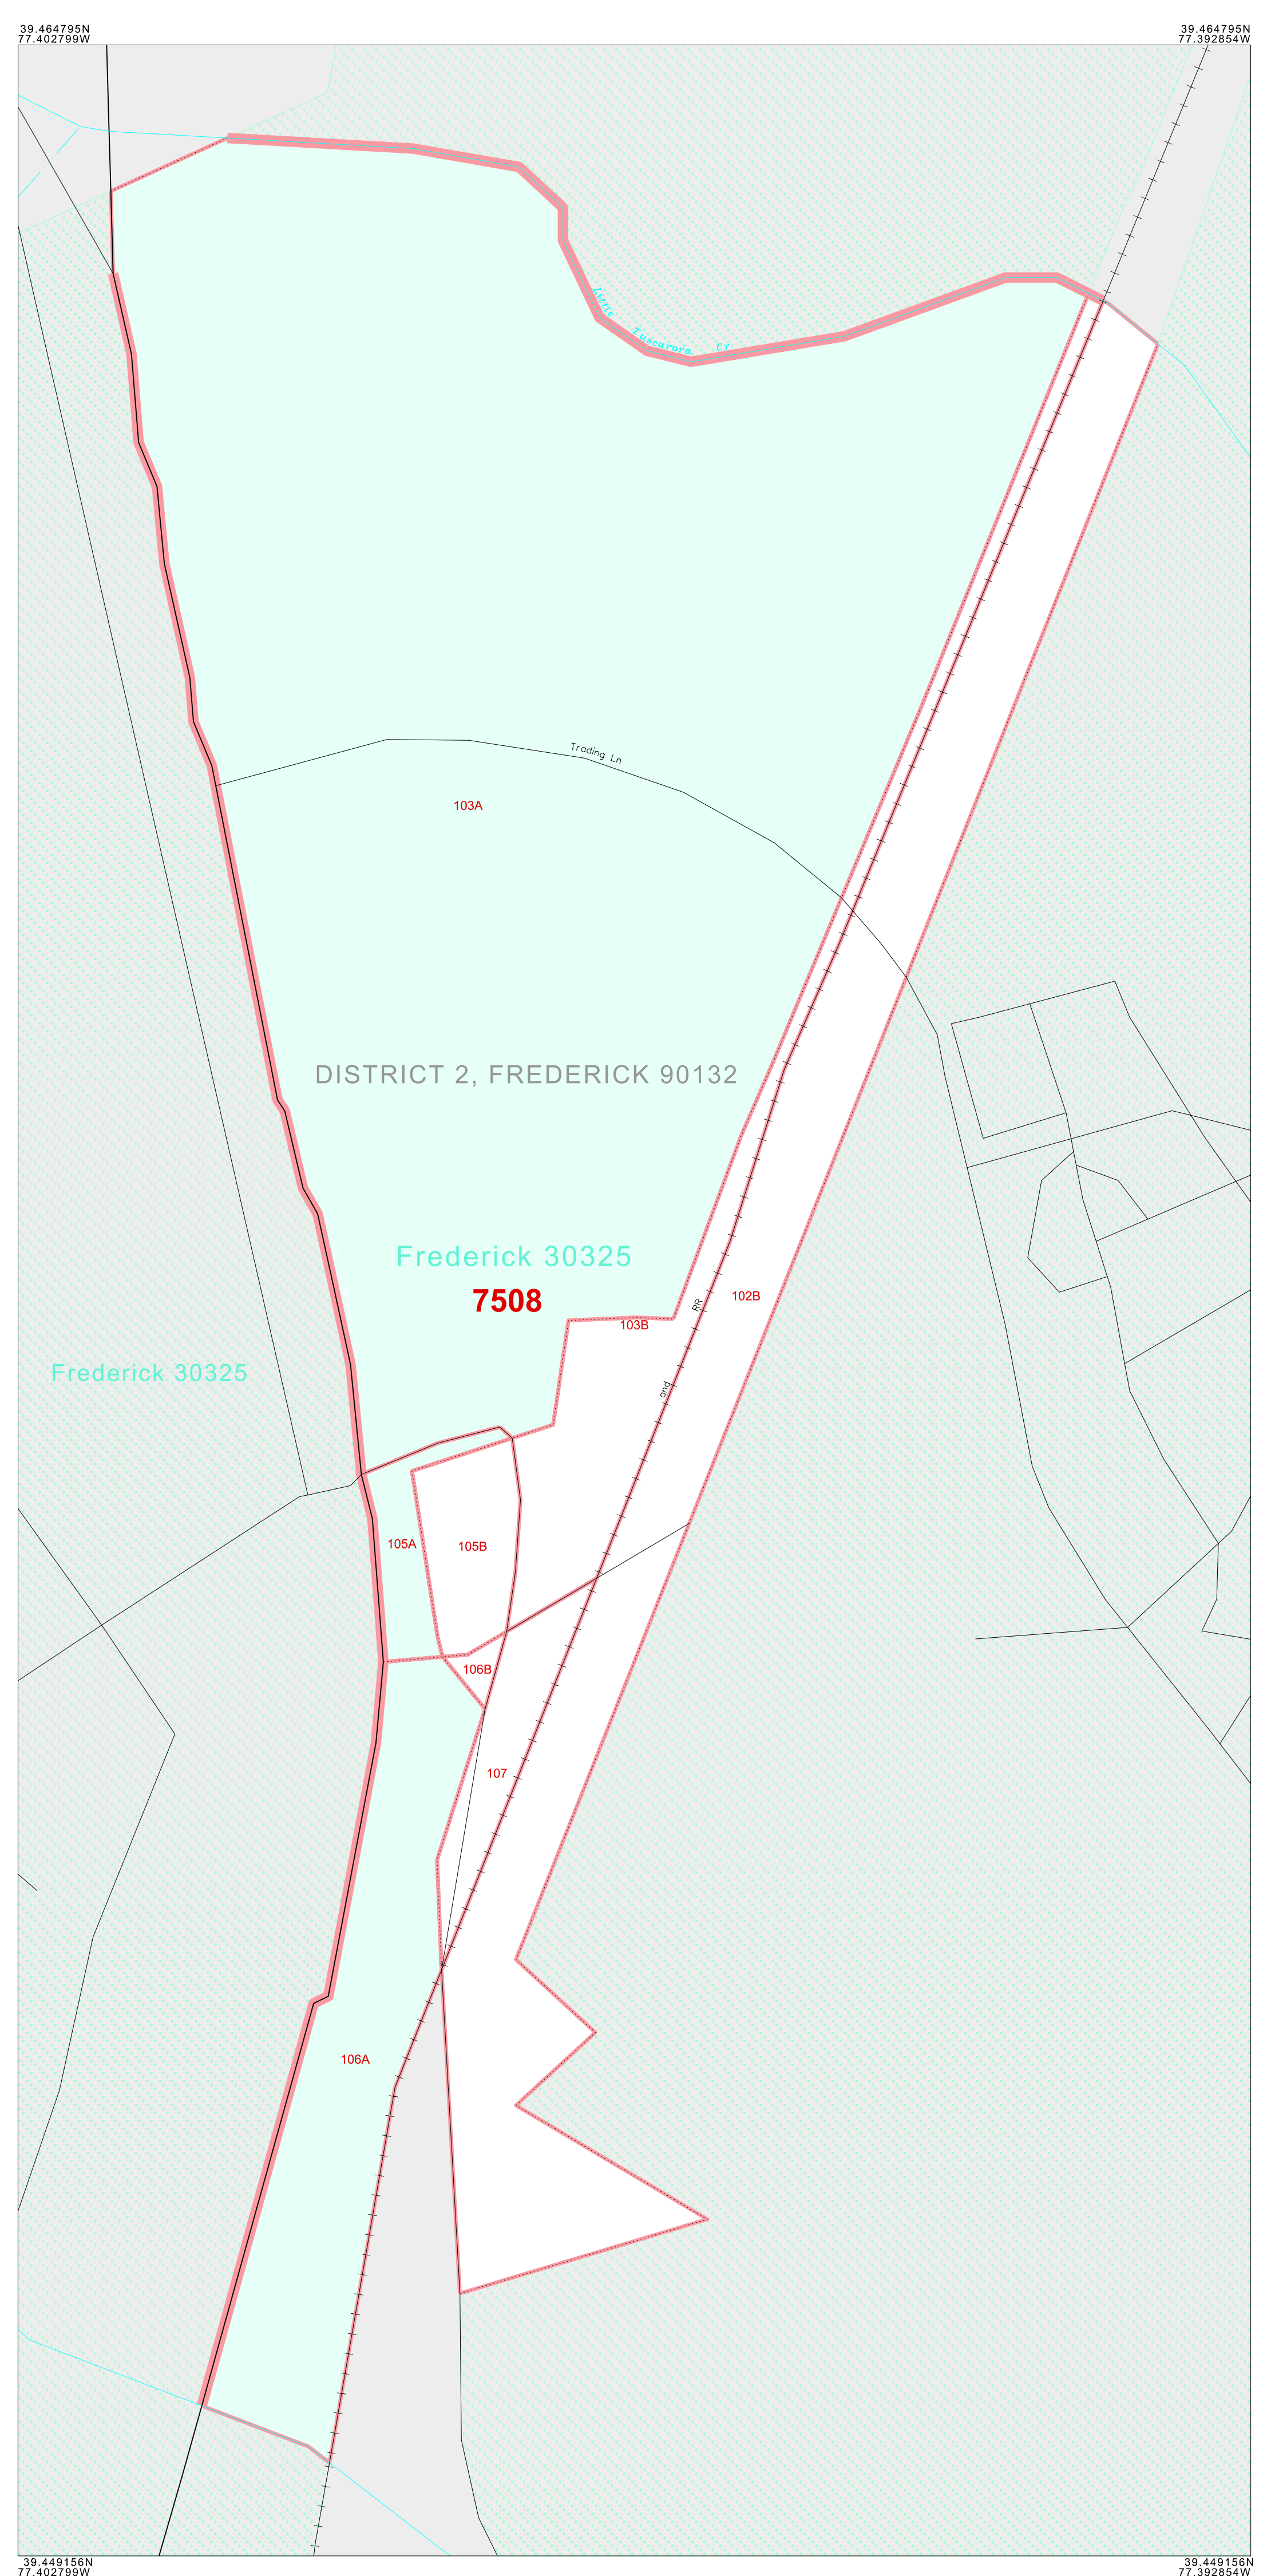 39.464795N
77.402799W
39.464795N
77.392854W
Little Tuscarora Cr
Trading Ln
103A
DISTRICT 2, FREDERICK 90132
Frederick 30325
7508
102B
RR
103B
and
Frederick 30325
105A
105B
106B
107
106A
39.449156N
77.402799W
39.449156N
77.392854W